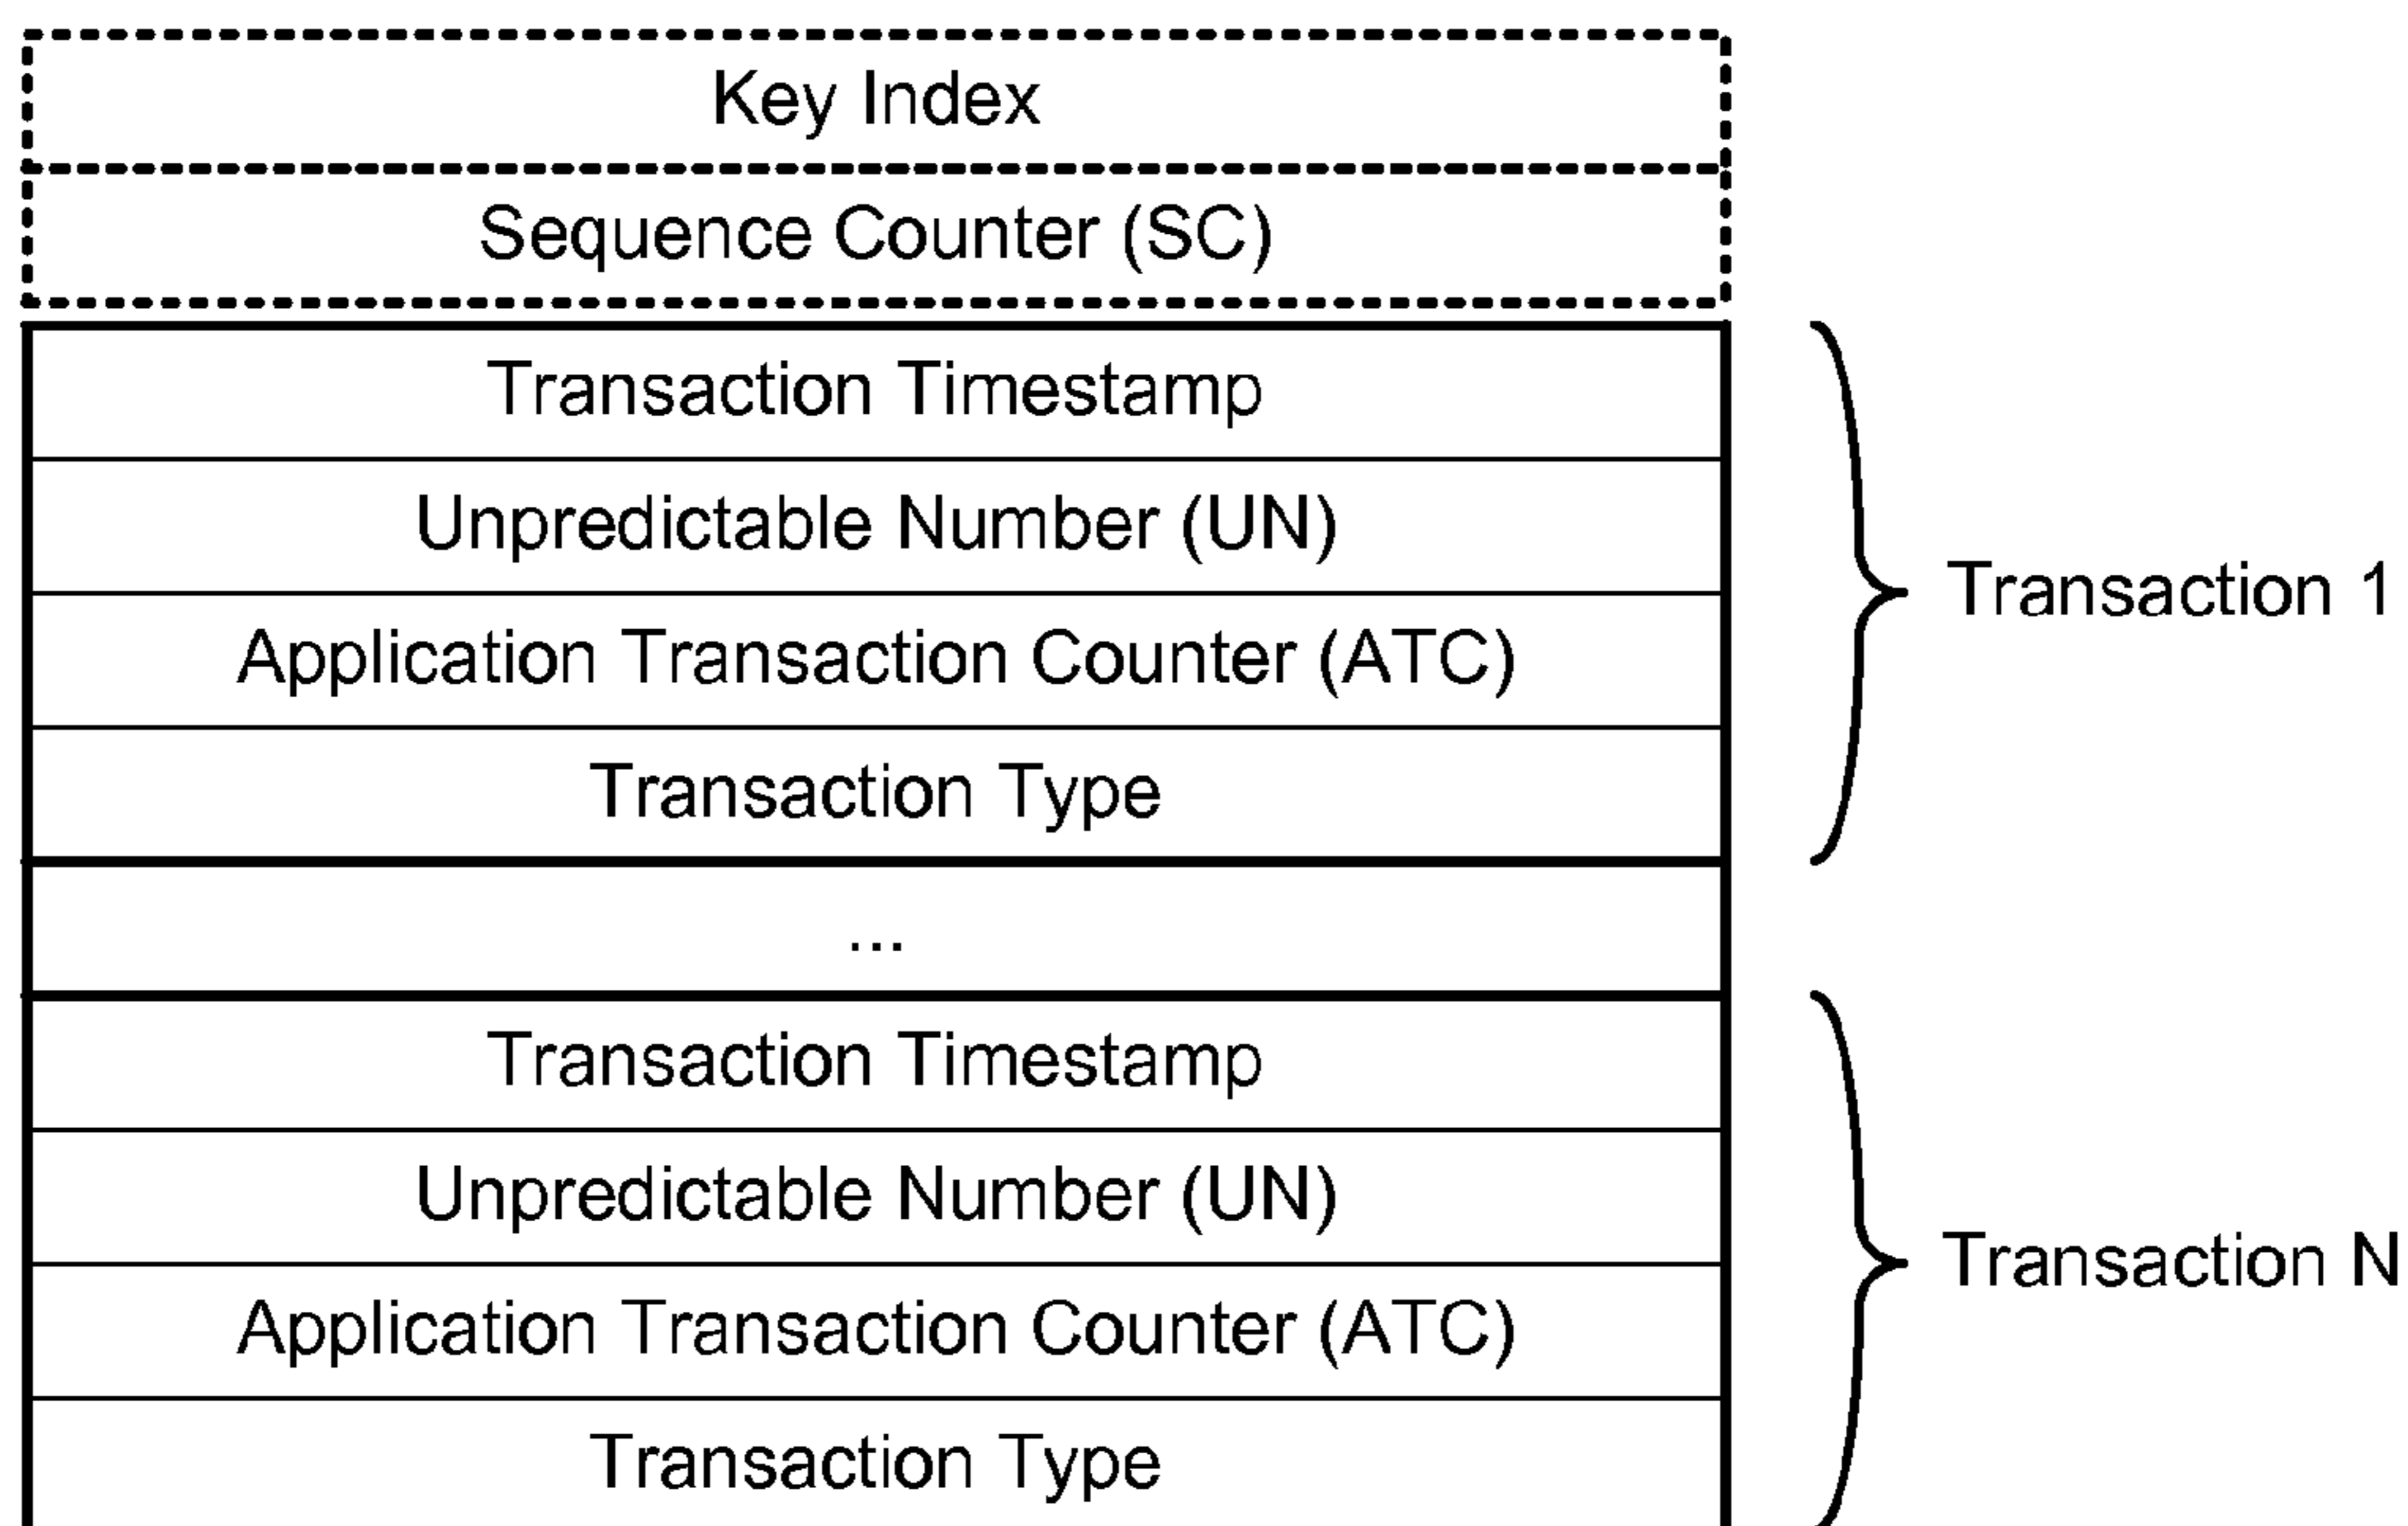 Key Index
Sequence Counter (SC)
Transaction Timestamp
Unpredictable Number (UN)
Application Transaction Counter (ATC)
Transaction Type
Transaction 1
...
Transaction Timestamp
Unpredictable Number (UN)
Application Transaction Counter (ATC)
Transaction Type
Transaction N